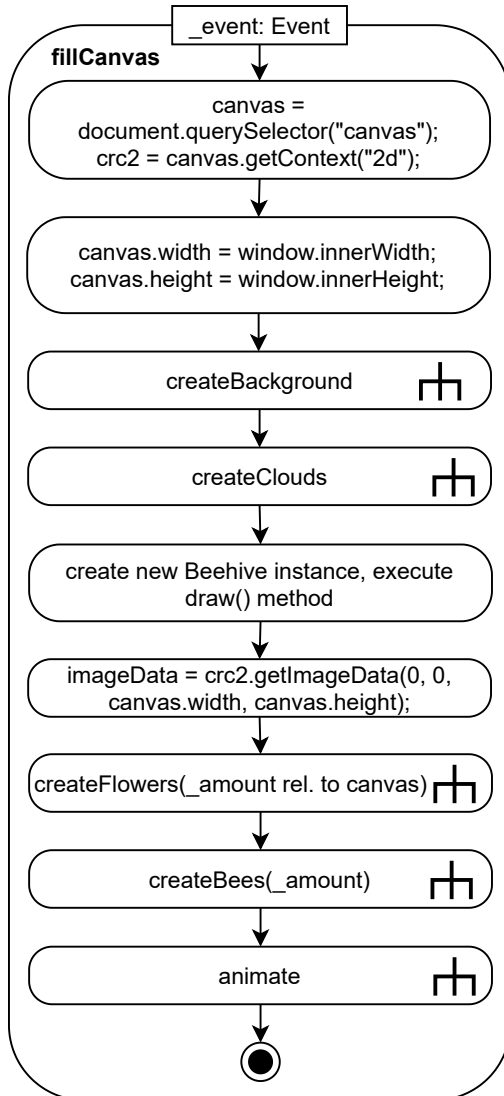 _event: Event
fillCanvas
canvas =
document.querySelector("canvas");
crc2 = canvas.getContext("2d");
canvas.width = window.innerWidth;
canvas.height = window.innerHeight;
createBackground
createClouds
create new Beehive instance, execute
draw() method
imageData = crc2.getImageData(0, 0,
canvas.width, canvas.height);
createFlowers(_amount rel. to canvas)
createBees(_amount)
animate